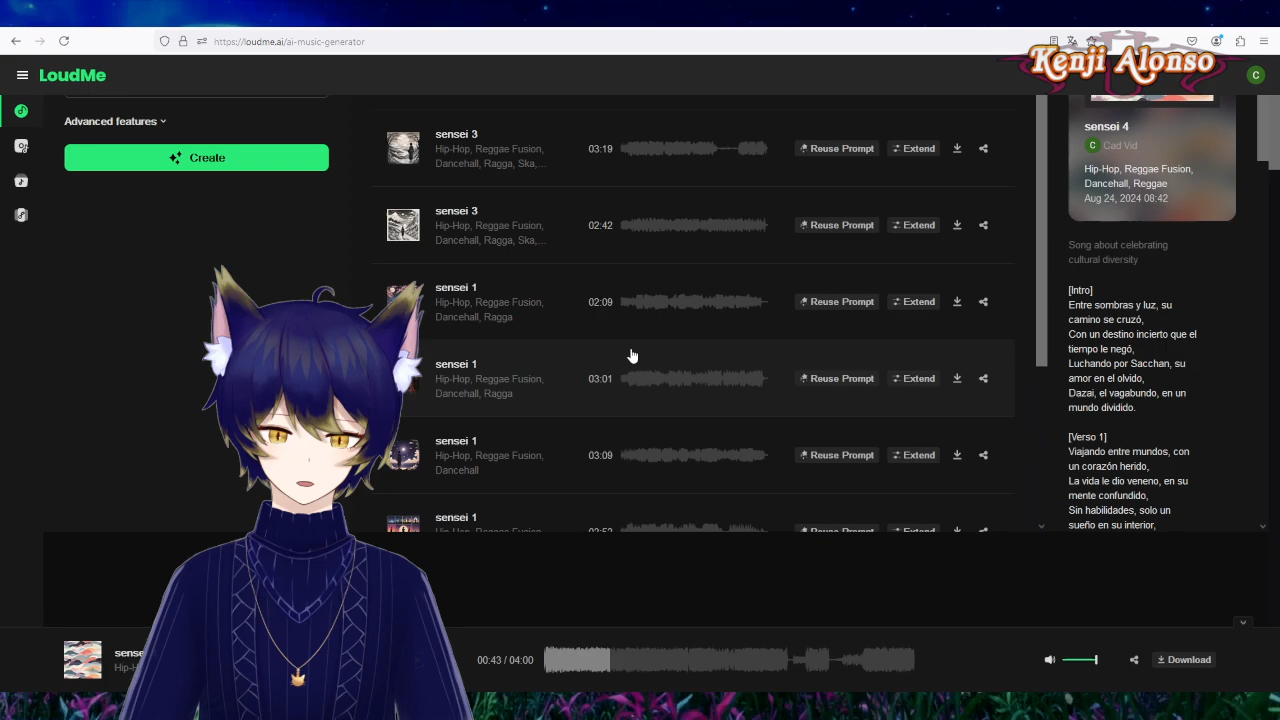 https://loudme.ai/ai-music-generator
Kenji Alonso
LoudMe
C
Advanced features
Create
sensei 3
Hip-Hop, Reggae Fusion,
Dancehall, Ragga, Ska,...
03:19
Reuse Prompt
Extend
sensei 3
Hip-Hop, Reggae Fusion,
Dancehall, Ragga, Ska,...
02:42
Reuse Prompt
Extend
sensei 1
Hip-Hop, Reggae Fusion,
Dancehall, Ragga
02:09
Reuse Prompt
Extend
sensei 1
Hip-Hop, Reggae Fusion,
Dancehall, Ragga
03:01
Reuse Prompt
Extend
sensei 1
Hip-Hop, Reggae Fusion,
Dancehall
03:09
Reuse Prompt
Extend
sensei 1
Hip-Hop, Reggae Fusion,
Reuse Prompt
Extend
sensei 4
C Cad Vid
Hip-Hop, Reggae Fusion,
Dancehall, Reggae
Aug 24, 2024 08:42
Song about celebrating
cultural diversity
[Intro]
Entre sombras y luz, su
camino se cruzó,
Con un destino incierto que el
tiempo le negó,
Luchando por Sacchan, su
amor en el olvido,
Dazai, el vagabundo, en un
mundo dividido.
[Verso 1]
Viajando entre mundos, con
un corazón herido,
La vida le dio veneno, en su
mente confundido,
Sin habilidades, solo un
sueño en su interior,
00:43 / 04:00
Download